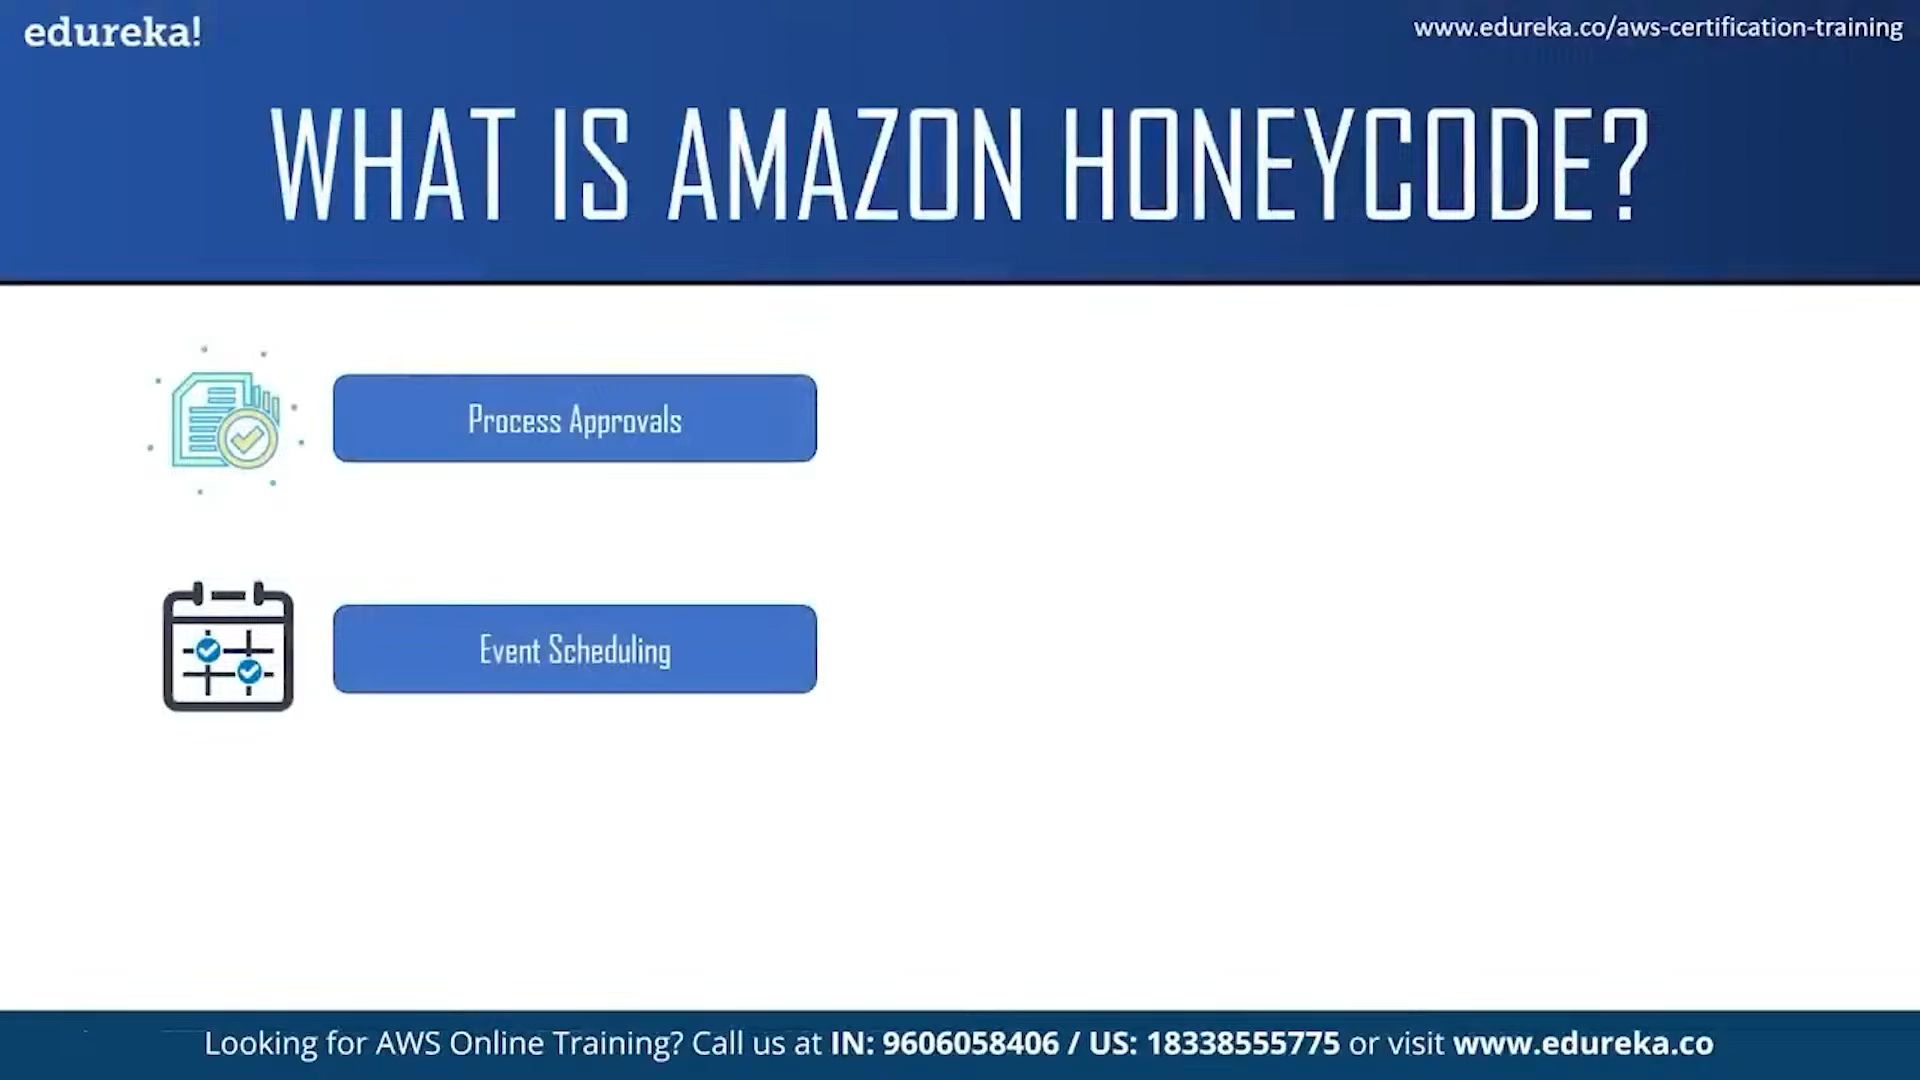 edureka!
www.edureka.co/aws-certification-training
WHAT IS AMAZON HONEYCODE?
Process Approvals
Event Scheduling
Looking for AWS Online Training? Call us at IN: 9606058406 / US: 18338555775 or visit www.edureka.co